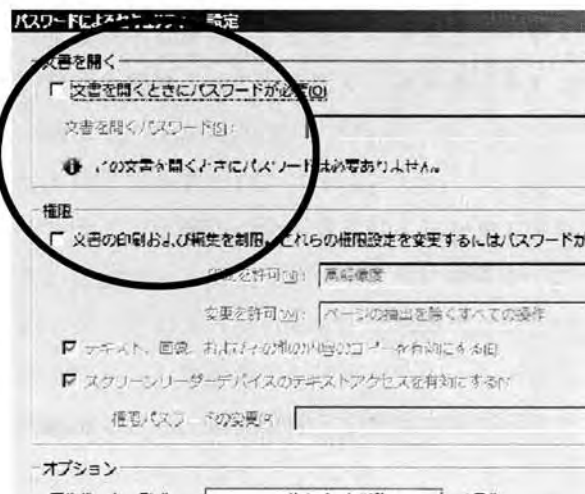 パスワードによるセキュリティ 設定
文書を開く
文書を開くときにパスワードが必要(O)
文書を開くパスワード(S):
この文書を開くときにパスワードは必要ありません。
権限
文書の印刷および編集を制限。これらの権限設定を変更するにはパスワードが
印刷を許可(N): 高解像度
変更を許可(W): ページの抽出を除くすべての操作
テキスト、画像、およびその他の内容のコピーを有効にする(E)
スクリーンリーダーデバイスのテキストアクセスを有効にする(V)
権限パスワードの変更(R):
オプション